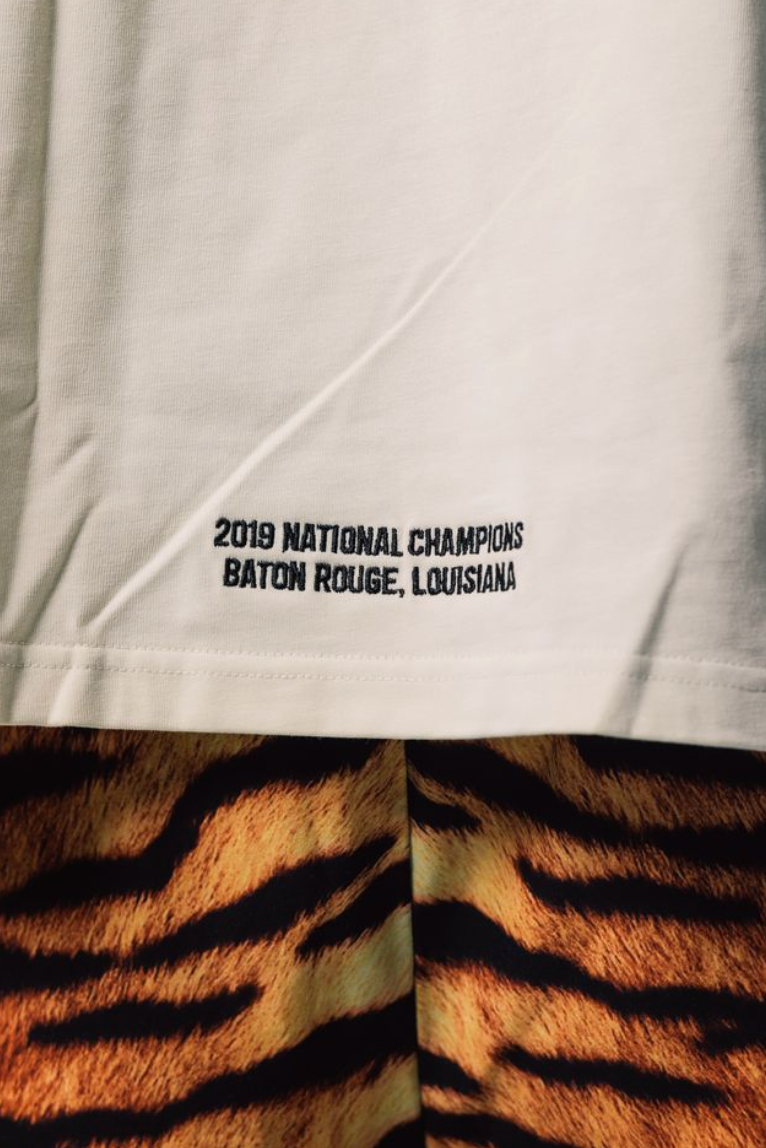 2019 NATIONAL CHAMPIONS
BATON ROUGE, LOUISIANA